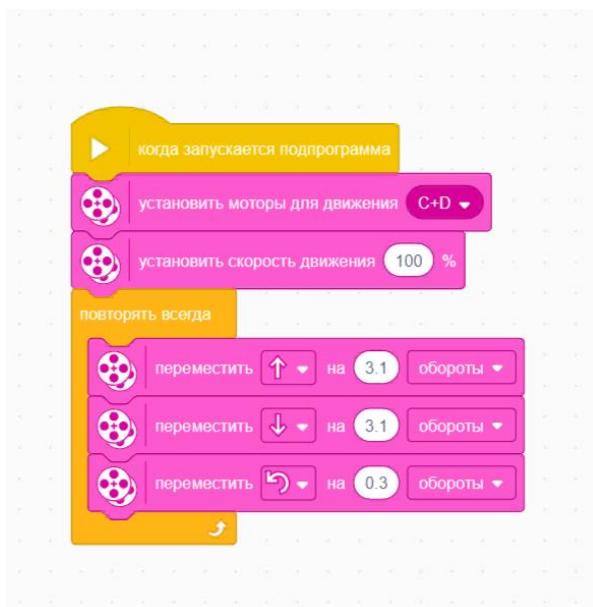 когда запускается подпрограмма
установить моторы для движения C+D
установить скорость движения 100 %
повторять всегда
переместить на 3.1 обороты
переместить на 3.1 обороты
переместить на 0.3 обороты